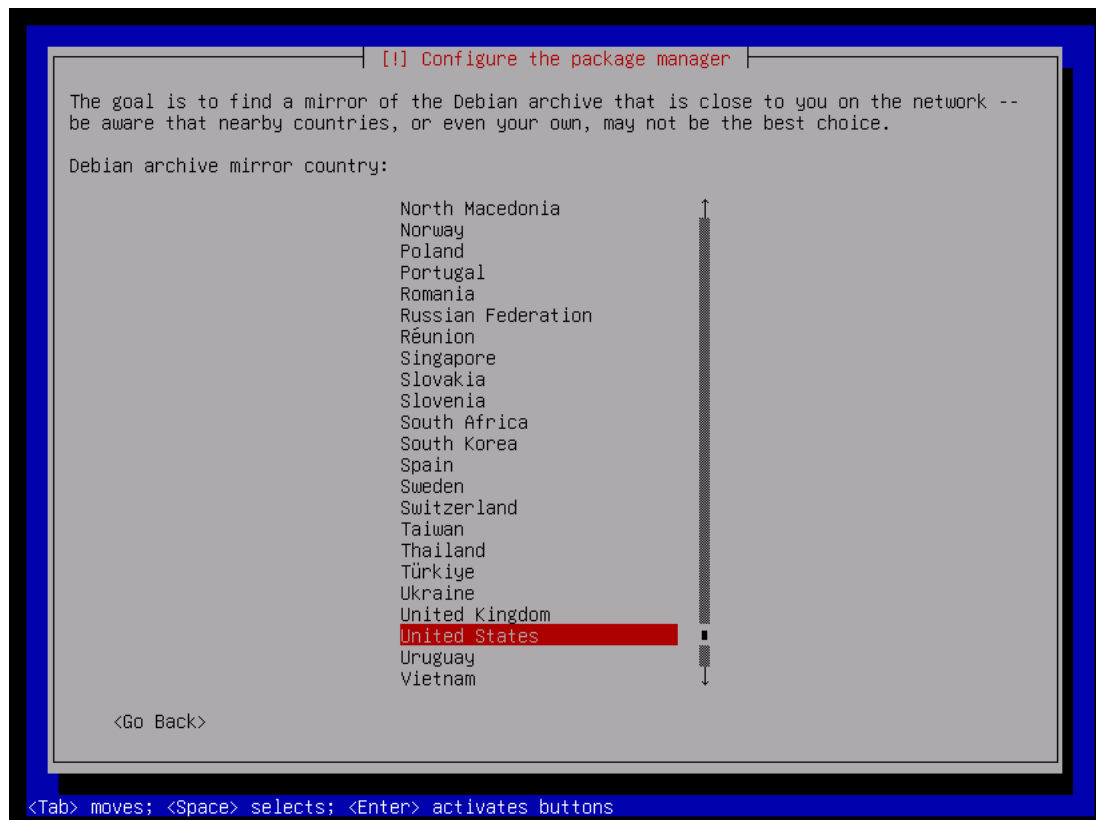 [!] Configure the package manager
The goal is to find a mirror of the Debian archive that is close to you on the network --
be aware that nearby countries, or even your own, may not be the best choice.
Debian archive mirror country:
North Macedonia
Norway
Poland
Portugal
Romania
Russian Federation
Réunion
Singapore
Slovakia
Slovenia
South Africa
South Korea
Spain
Sweden
Switzerland
Taiwan
Thailand
Türkiye
Ukraine
United Kingdom
United States
Uruguay
Vietnam
<Go Back>
<Tab> moves; <Space> selects; <Enter> activates buttons